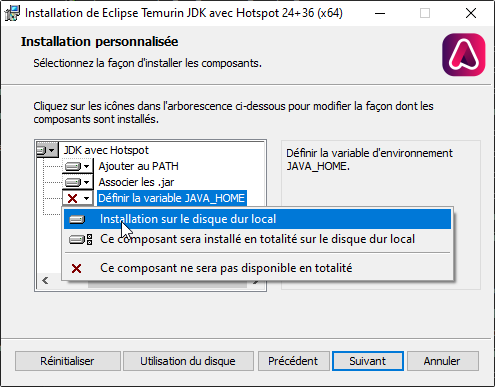 Installation de Eclipse Temurin JDK avec Hotspot 24+36 (x64)
Installation personnalisée
Sélectionnez la façon d'installer les composants.
Cliquez sur les icônes dans l'arborescence ci-dessous pour modifier la façon dont les
composants sont installés.
JDK avec Hotspot
Ajouter au PATH
Associer les .jar
Définir la variable JAVA_HOME
Définir la variable d'environnement
JAVA_HOME.
Installation sur le disque dur local
Ce composant sera installé en totalité sur le disque dur local
Ce composant ne sera pas disponible en totalité
Réinitialiser
Utilisation du disque
Précédent
Suivant
Annuler